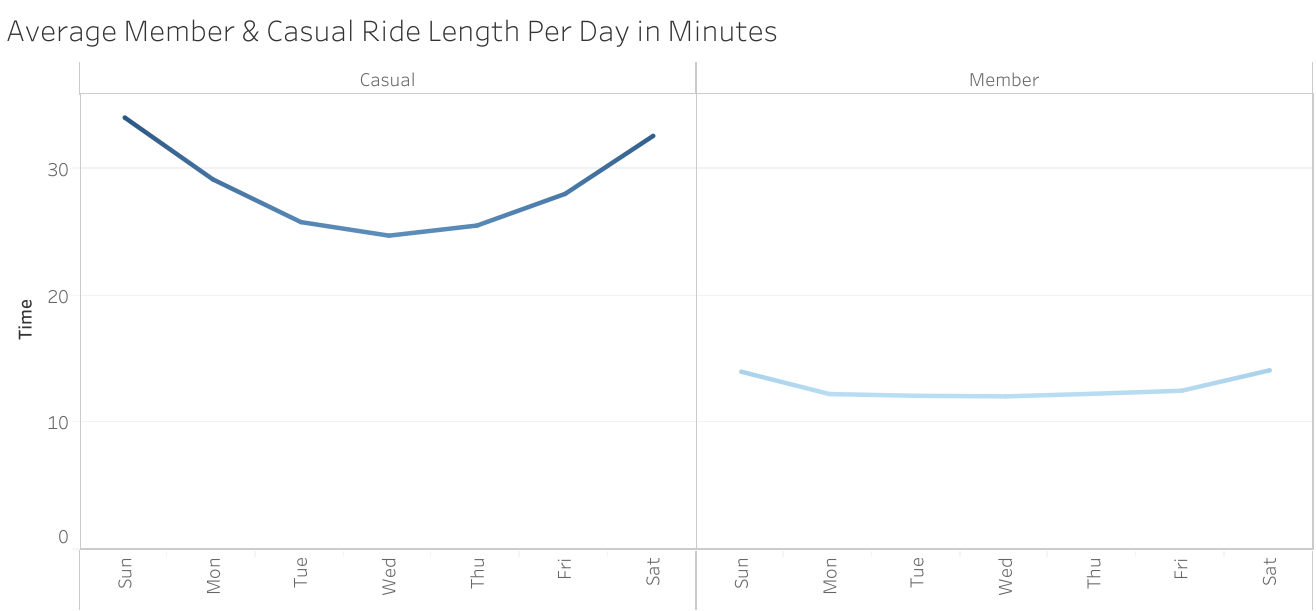 Average Member & Casual Ride Length Per Day in Minutes
Casual Member
30
20
10
0
Time
Sun Mon Tue Wed Thu Fri Sat Sun Mon Tue Wed Thu Fri Sat